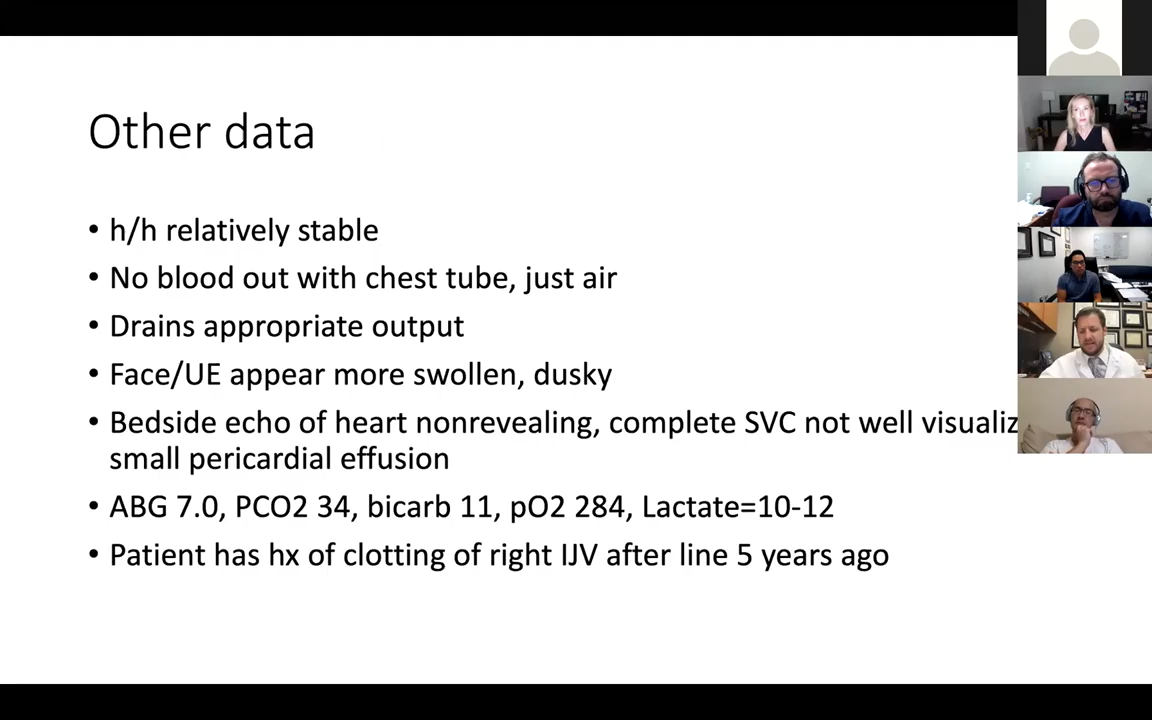 Other data
• h/h relatively stable
• No blood out with chest tube, just air
• Drains appropriate output
• Face/UE appear more swollen, dusky
• Bedside echo of heart nonrevealing, complete SVC not well
small pericardial effusion
• ABG 7.0, PCO2 34, bicarb 11, pO2 284, Lactate=10-12
• Patient has hx of clotting of right IJV after line 5 years ago